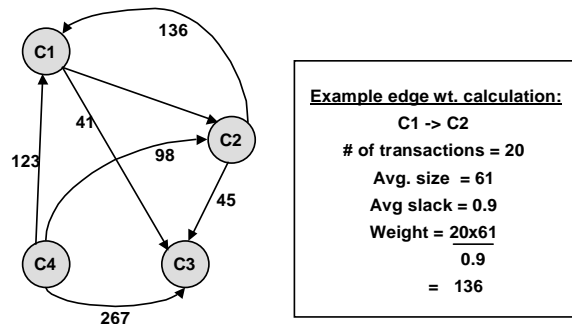 136
C1
Example edge wt. calculation:
C1 -> C2
41
# of transactions = 20
C2
98
123
Avg. size  = 61
Avg slack = 0.9
45
Weight = 20x61
0.9
C4
C3
=   136
267